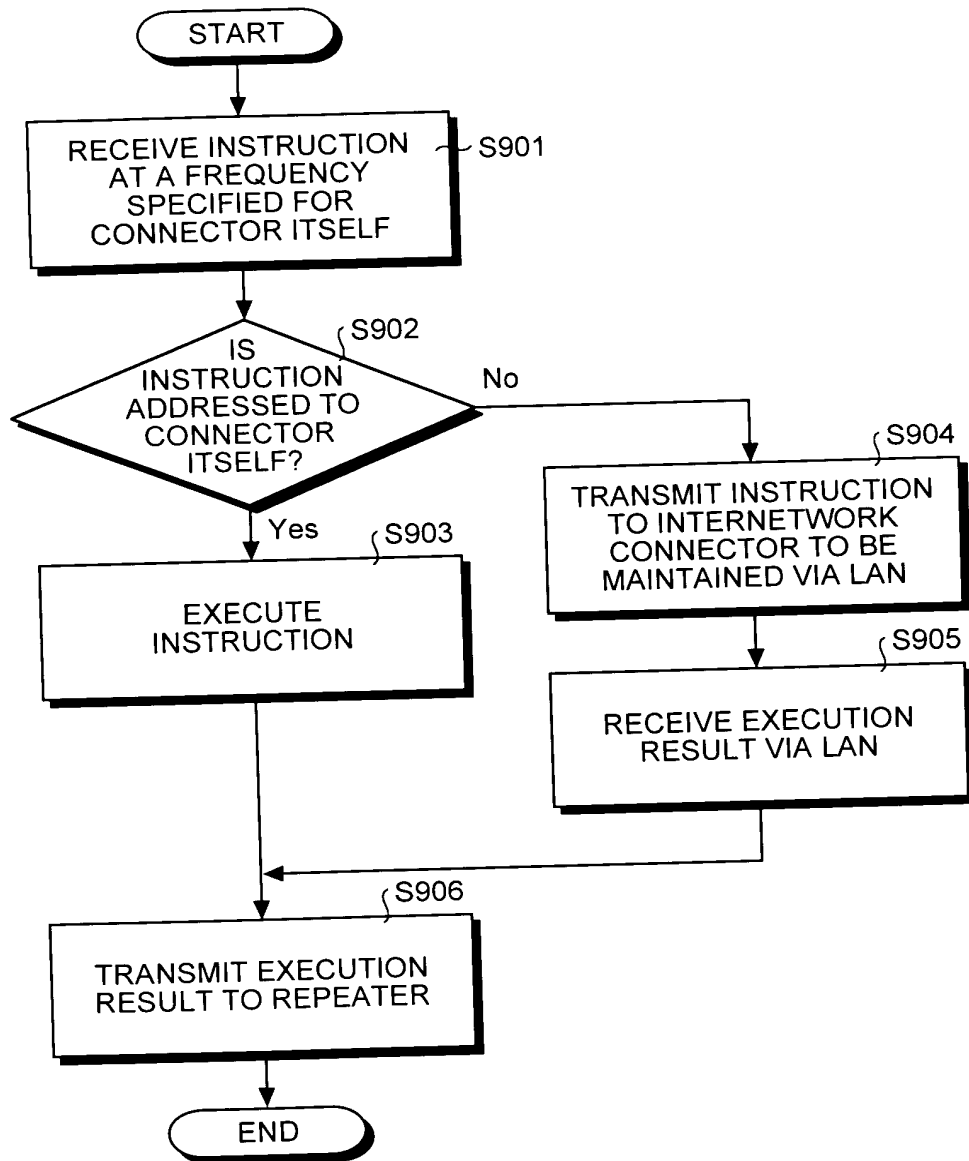 START
RECEIVE INSTRUCTION
AT A FREQUENCY
SPECIFIED FOR
CONNECTOR ITSELF
S901
S902
IS
INSTRUCTION
ADDRESSED TO
CONNECTOR
ITSELF?
No
Yes
S903
EXECUTE
INSTRUCTION
S904
TRANSMIT INSTRUCTION
TO INTERNETWORK
CONNECTOR TO BE
MAINTAINED VIA LAN
S905
RECEIVE EXECUTION
RESULT VIA LAN
S906
TRANSMIT EXECUTION
RESULT TO REPEATER
END